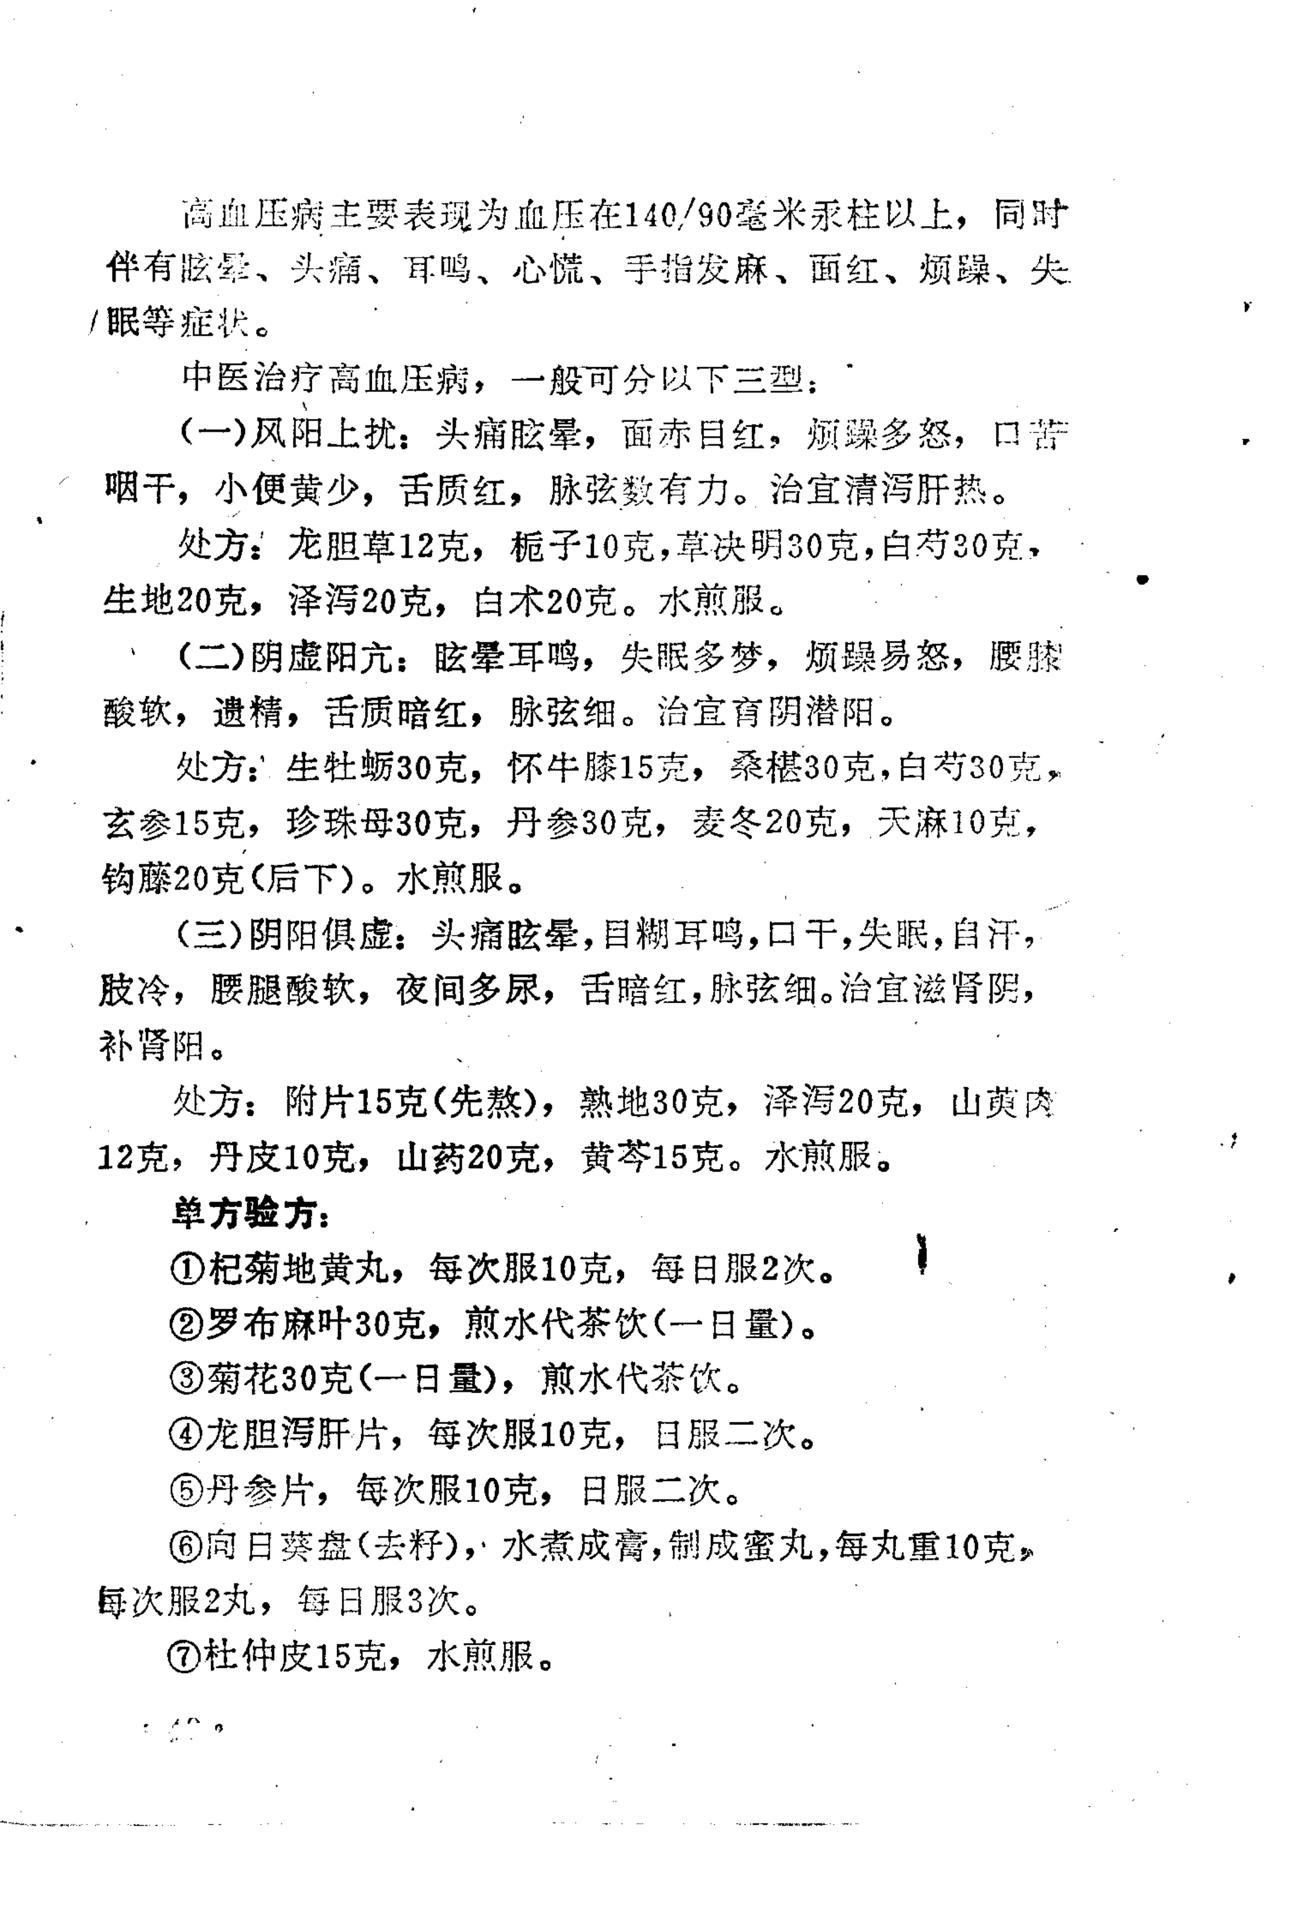 高血压病主要表现为血压在140/90毫米汞柱以上，同时
伴有眩晕、头痛、耳鸣、心慌、手指发麻、面红、烦躁、失
眠等症状。
中医治疗高血压病，一般可分以下三型：
(一)风阳上扰：头痛眩晕，面赤目红，烦躁多怒，口苦
咽干，小便黄少，舌质红，脉弦数有力。治宜清泻肝热。
处方：龙胆草12克，栀子10克，草决明30克，白芍30克，
生地20克，泽泻20克，白术20克。水煎服。
(二)阴虚阳亢：眩晕耳鸣，失眠多梦，烦躁易怒，腰膝
酸软，遗精，舌质暗红，脉弦细。治宜育阴潜阳。
处方：生牡蛎30克，怀牛膝15克，桑椹30克，白芍30克，
玄参15克，珍珠母30克，丹参30克，麦冬20克，天麻10克，
钩藤20克(后下)。水煎服。
(三)阴阳俱虚：头痛眩晕，目糊耳鸣，口干，失眠，自汗，
肢冷，腰腿酸软，夜间多尿，舌暗红，脉弦细。治宜滋肾阴，
补肾阳。
处方：附片15克(先熬)，熟地30克，泽泻20克，山萸肉
12克，丹皮10克，山药20克，黄芩15克。水煎服。
单方验方：
①杞菊地黄丸，每次服10克，每日服2次。
②罗布麻叶30克，煎水代茶饮(一日量)。
③菊花30克(一日量)，煎水代茶饮。
④龙胆泻肝片，每次服10克，日服二次。
⑤丹参片，每次服10克，日服二次。
⑥向日葵盘(去籽)，水煮成膏，制成蜜丸，每丸重10克，
每次服2丸，每日服3次。
⑦杜仲皮15克，水煎服。